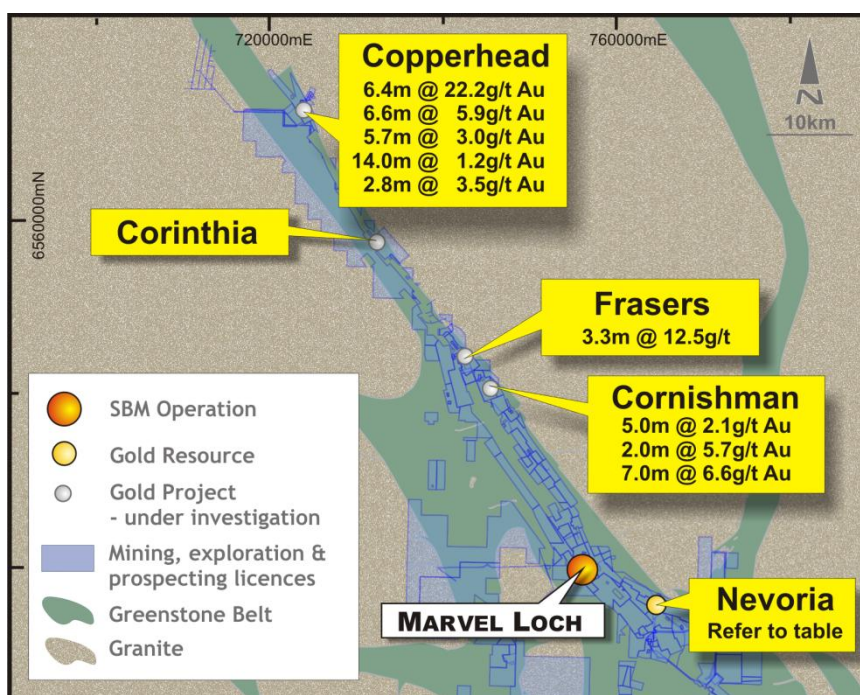 720000mE
760000mE
6560000mN
N
10km
Copperhead
6.4m @ 22.2g/t Au
6.6m @ 5.9g/t Au
5.7m @ 3.0g/t Au
14.0m @ 1.2g/t Au
2.8m @ 3.5g/t Au
Corinthia
Frasers
3.3m @ 12.5g/t
Cornishman
5.0m @ 2.1g/t Au
2.0m @ 5.7g/t Au
7.0m @ 6.6g/t Au
SBM Operation
Gold Resource
Gold Project
- under investigation
Mining, exploration &
prospecting licences
Greenstone Belt
Granite
MARVEL LOCH
Nevoria
Refer to table